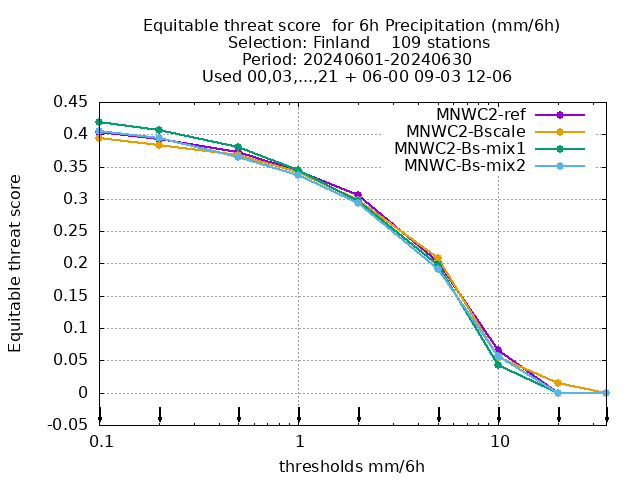 Equitable threat score  for 6h Precipitation (mm/6h)
Selection: Finland    109 stations
Period: 20240601-20240630
Used 00,03,...,21 + 06-00 09-03 12-06
MNWC2-ref
MNWC2-Bscale
MNWC2-Bs-mix1
MNWC-Bs-mix2
Equitable threat score
0.45
0.4
0.35
0.3
0.25
0.2
0.15
0.1
0.05
0
-0.05
0.1
1
10
thresholds mm/6h